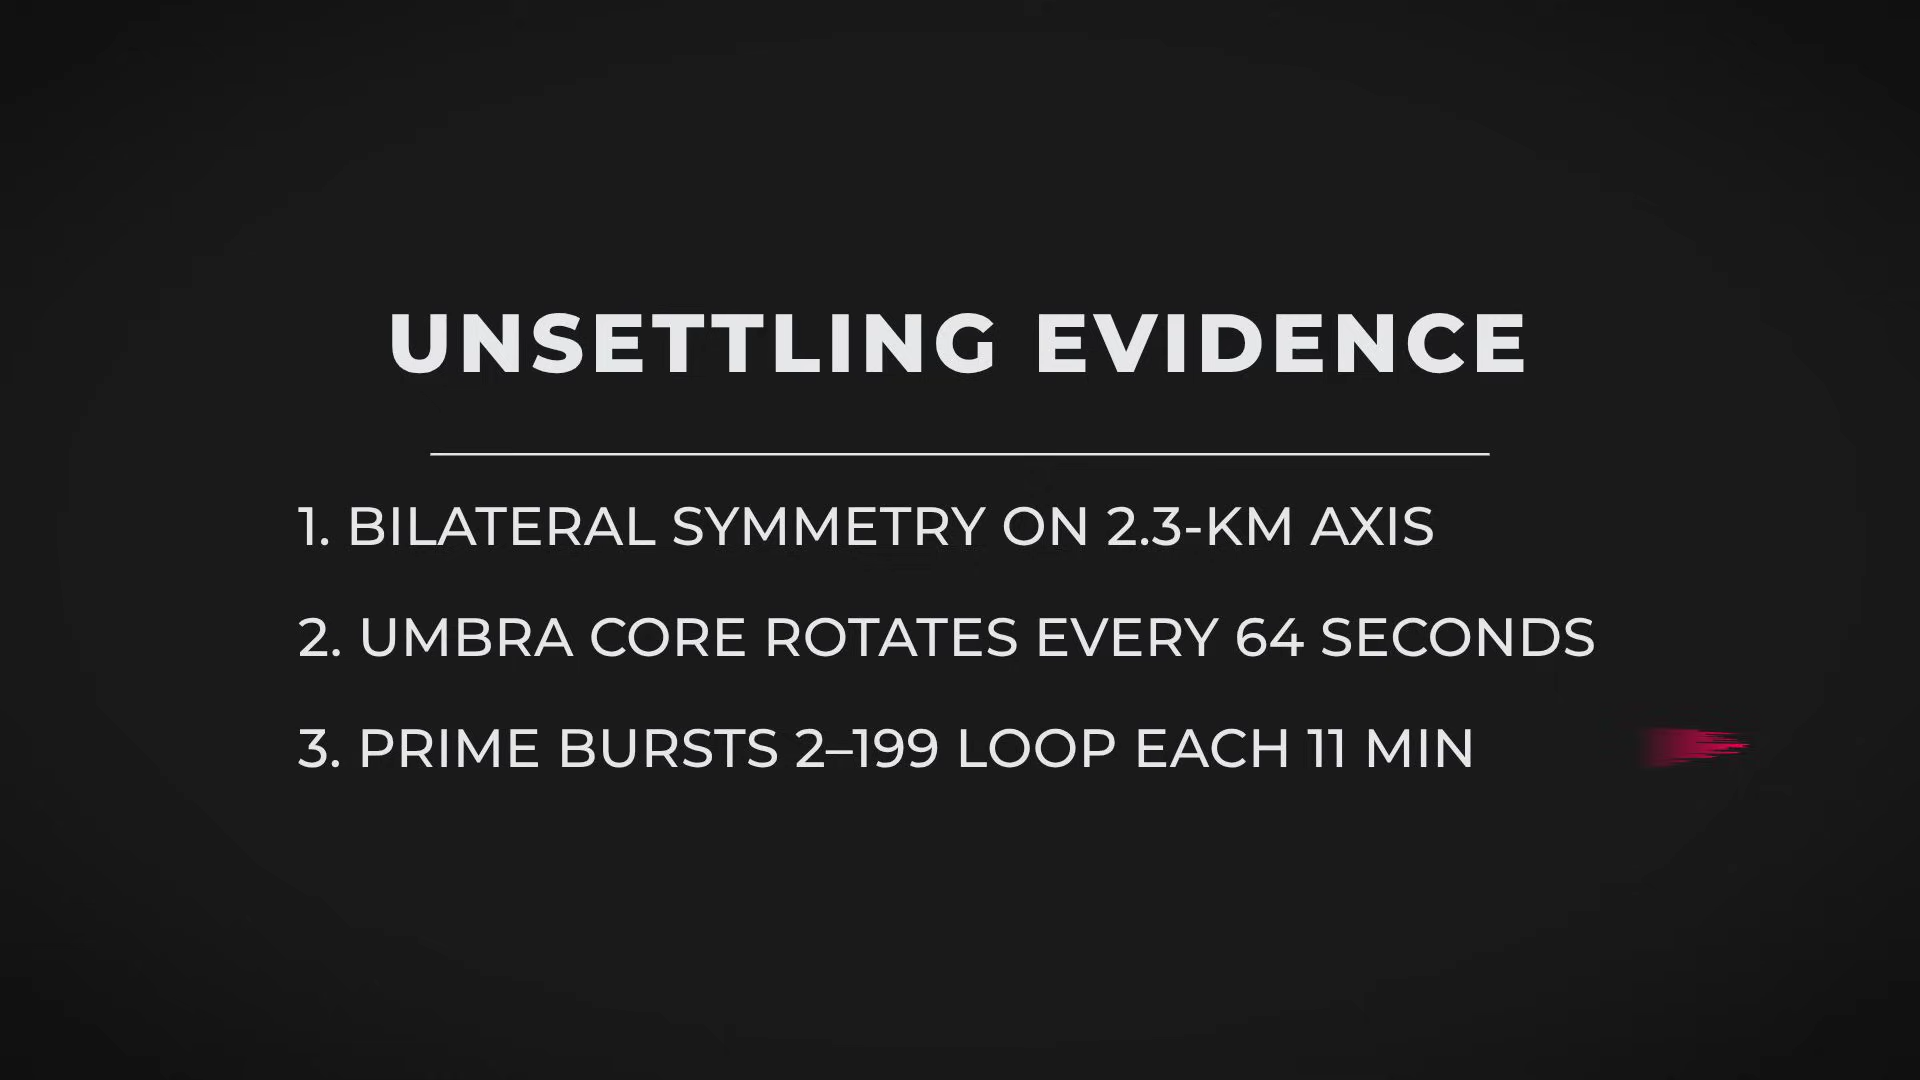 UNSETTLING EVIDENCE
1. BILATERAL SYMMETRY ON 2.3-KM AXIS
2. UMBRA CORE ROTATES EVERY 64 SECONDS
3. PRIME BURSTS 2–199 LOOP EACH 11 MIN